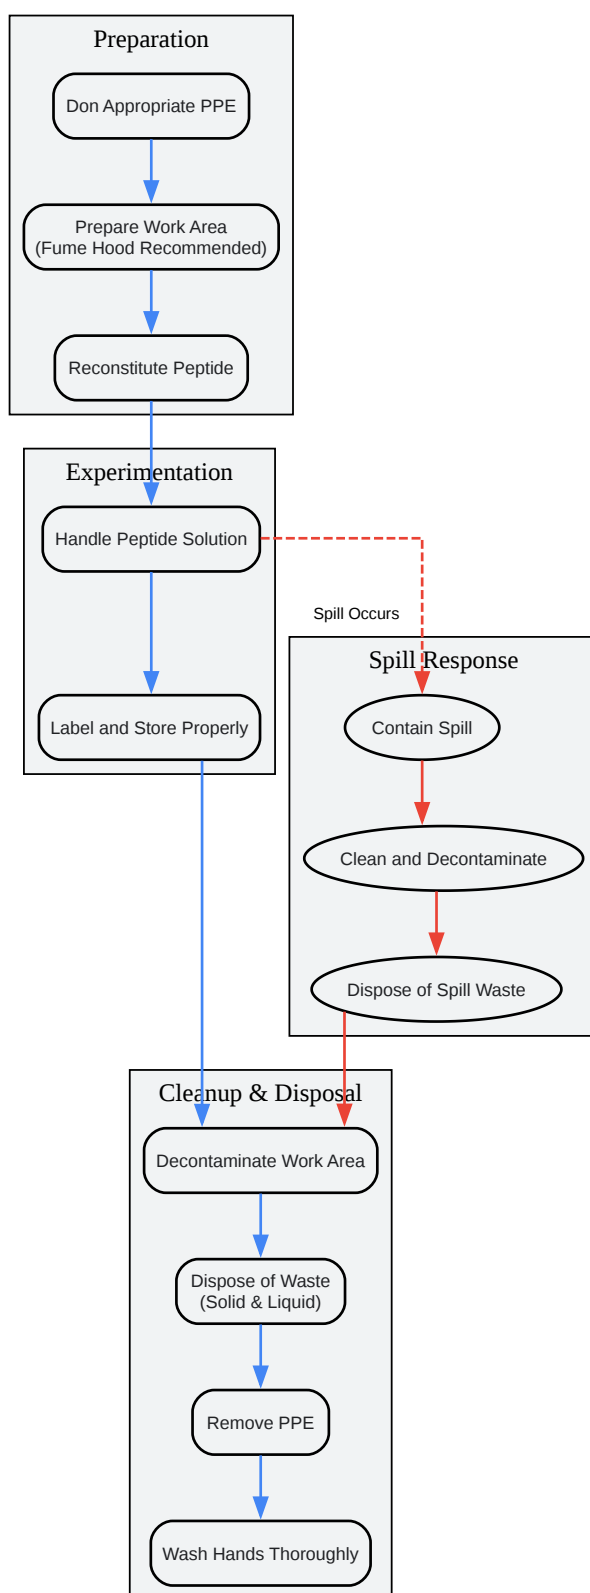 Preparation
Don Appropriate PPE
Prepare Work Area
(Fume Hood Recommended)
Reconstitute Peptide
Experimentation
Handle Peptide Solution
Label and Store Properly
Spill Occurs
Spill Response
Contain Spill
Clean and Decontaminate
Dispose of Spill Waste
Cleanup & Disposal
Decontaminate Work Area
Dispose of Waste
(Solid & Liquid)
Remove PPE
Wash Hands Thoroughly